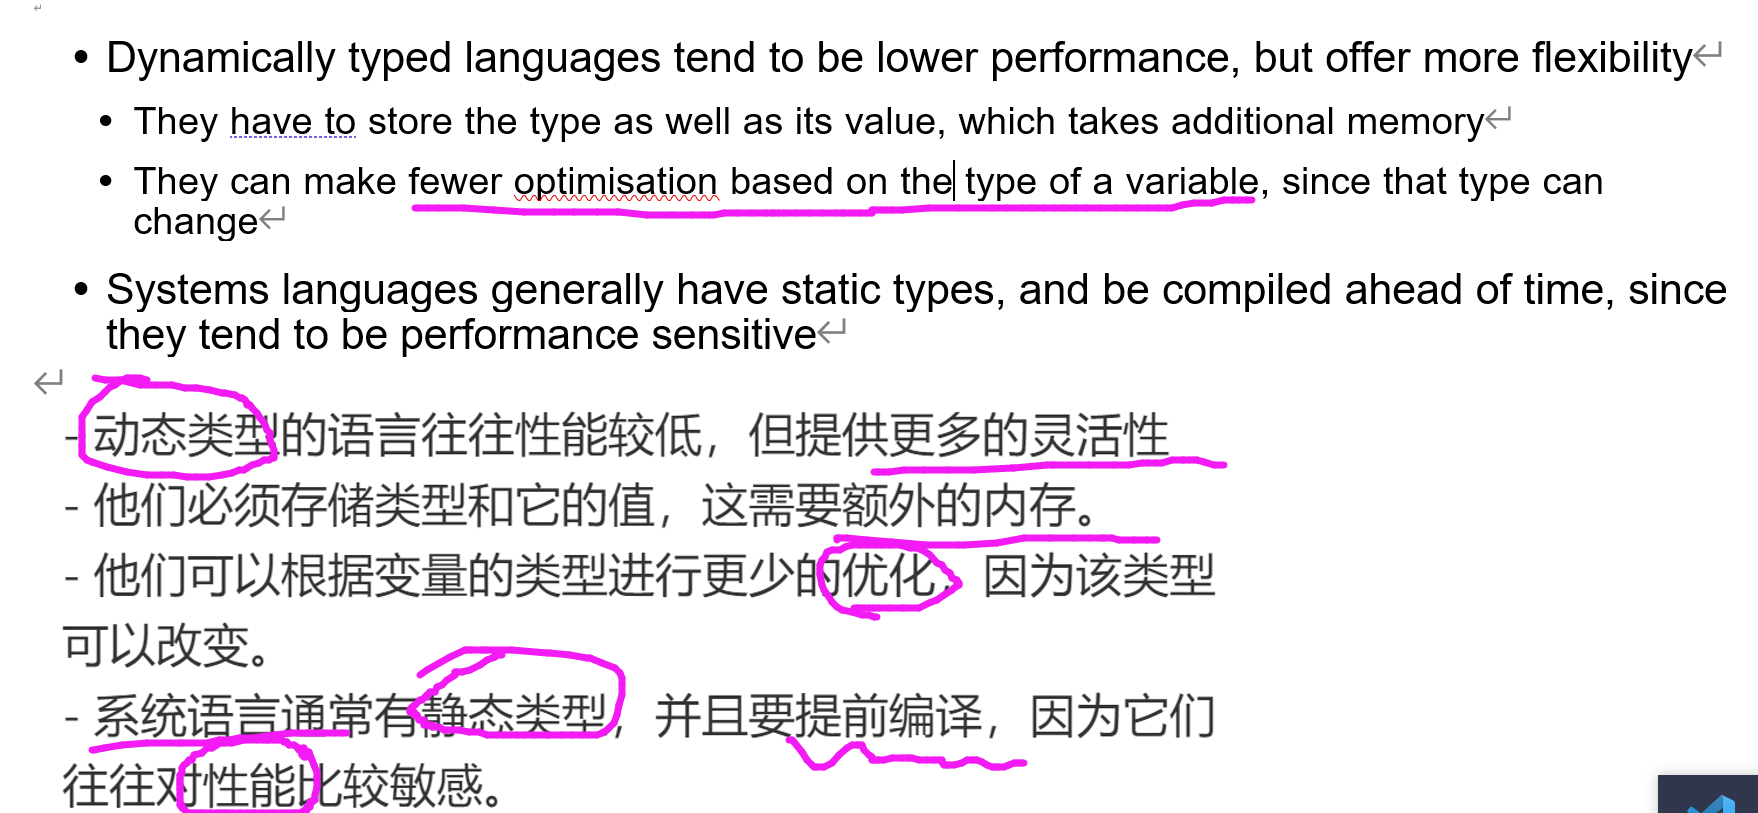 • Dynamically typed languages tend to be lower performance, but offer more flexibility
• They have to store the type as well as its value, which takes additional memory
• They can make fewer optimisation based on the type of a variable, since that type can
change
• Systems languages generally have static types, and be compiled ahead of time, since
they tend to be performance sensitive
- 动态类型的语言往往性能较低，但提供更多的灵活性
- 他们必须存储类型和它的值，这需要额外的内存。
- 他们可以根据变量的类型进行更少的优化，因为该类型
可以改变。
- 系统语言通常有静态类型，并且要提前编译，因为它们
往往对性能比较敏感。